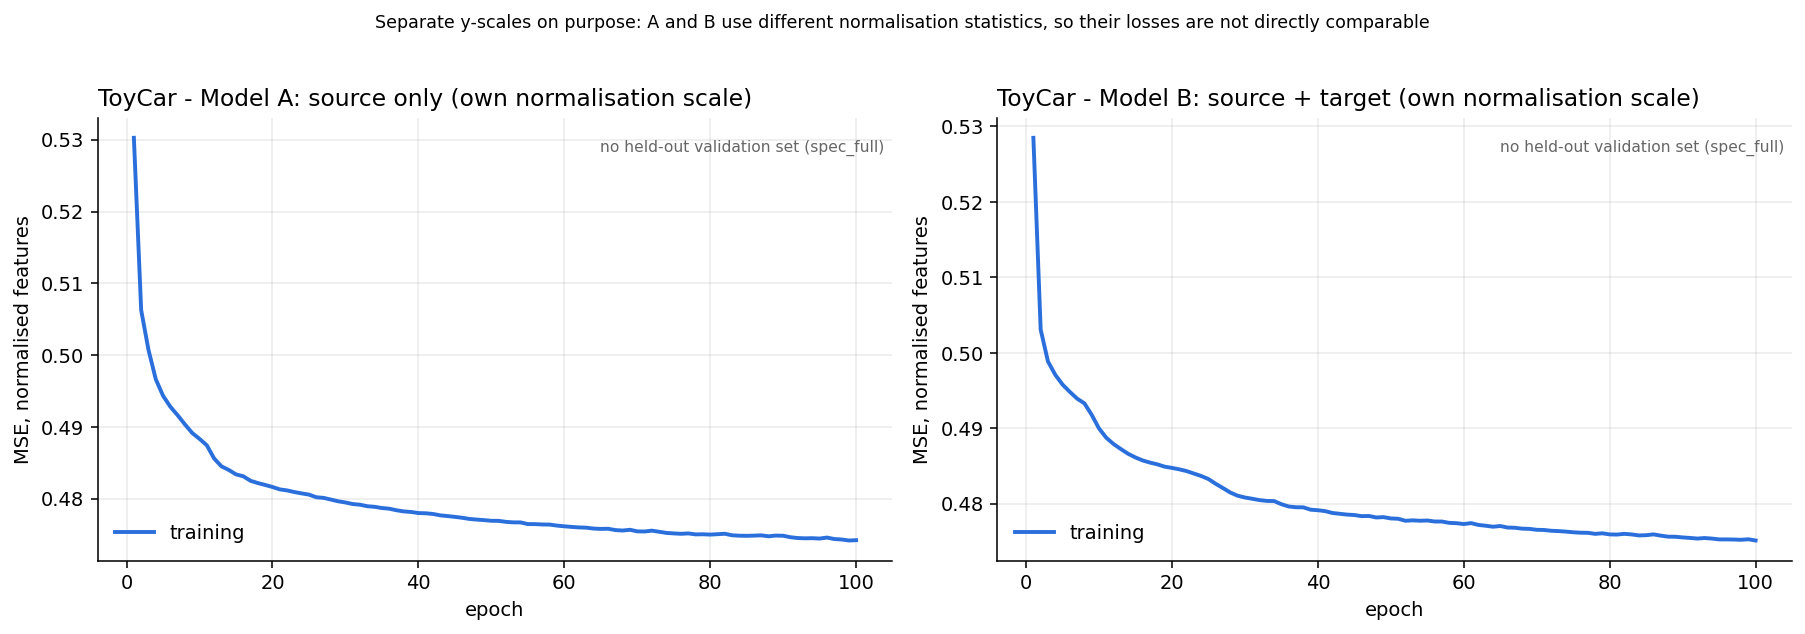 Separate y-scales on purpose: A and B use different normalisation statistics, so their losses are not directly comparable
ToyCar - Model A: source only (own normalisation scale)
MSE, normalised features
0.53
0.52
0.51
0.50
0.49
0.48
no held-out validation set (spec_full)
training
0
20
40
60
80
100
epoch
ToyCar - Model B: source + target (own normalisation scale)
MSE, normalised features
0.53
0.52
0.51
0.50
0.49
0.48
no held-out validation set (spec_full)
training
0
20
40
60
80
100
epoch